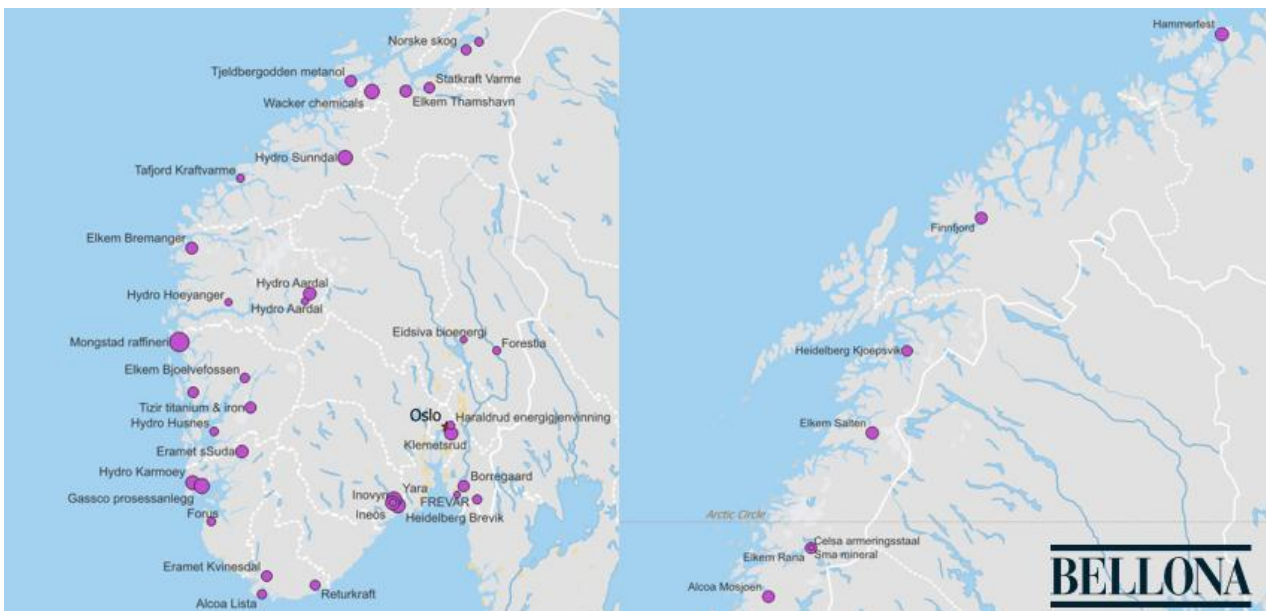 Norske skog
Tjeldbergodden metanol
Statkraft Varme
Wacker chemicals
Elkem Thamshavn
Hydro Sunndal
Tafjord Kraftvarme
Elkem Bremanger
Hydro Aardal
Hydro Hoeyanger
Hydro Aardal
Mongstad raffineri
Eidsiva bioenergi
Forestia
Elkem Bjoelvefossen
Tizir titanium & iron
Hydro Husnes
Oslo
Haraldrud energigjenvinning
Klemetsrud
Eramet sSuda
Hydro Karmoey
Gassco prosessanlegg
Forus
Borregaard
Yara
Inovyn
FREVAR
Ineos
Heidelberg Brevik
Eramet Kvinesdal
Alcoa Lista
Returkraft
Hammerfest
Finnfjord
Heidelberg Kjoepsvik
Elkem Salten
Arctic Circle
Celsa armeringsstaal
Elkem Rana
Sma mineral
Alcoa Mosjoen
BELLONA